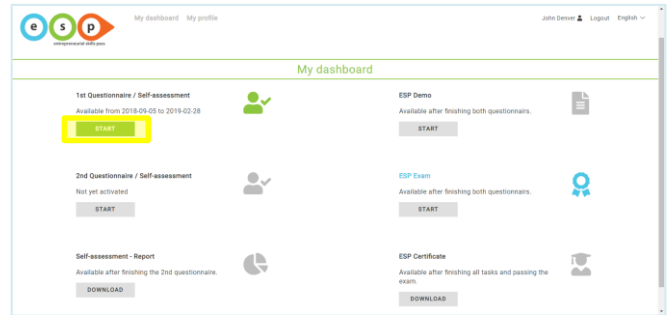 e s p
entrepreneurial skills pass
My dashboard My profile
John Denver Logout English
My dashboard
1st Questionnaire / Self-assessment
Available from 2018-09-05 to 2019-02-28
START
ESP Demo
Available after finishing both questionnairs.
START
2nd Questionnaire / Self-assessment
Not yet activated
START
ESP Exam
Available after finishing both questionnairs.
START
Self-assessment - Report
Available after finishing the 2nd questionnaire.
DOWNLOAD
ESP Certificate
Available after finishing all tasks and passing the
exam.
DOWNLOAD